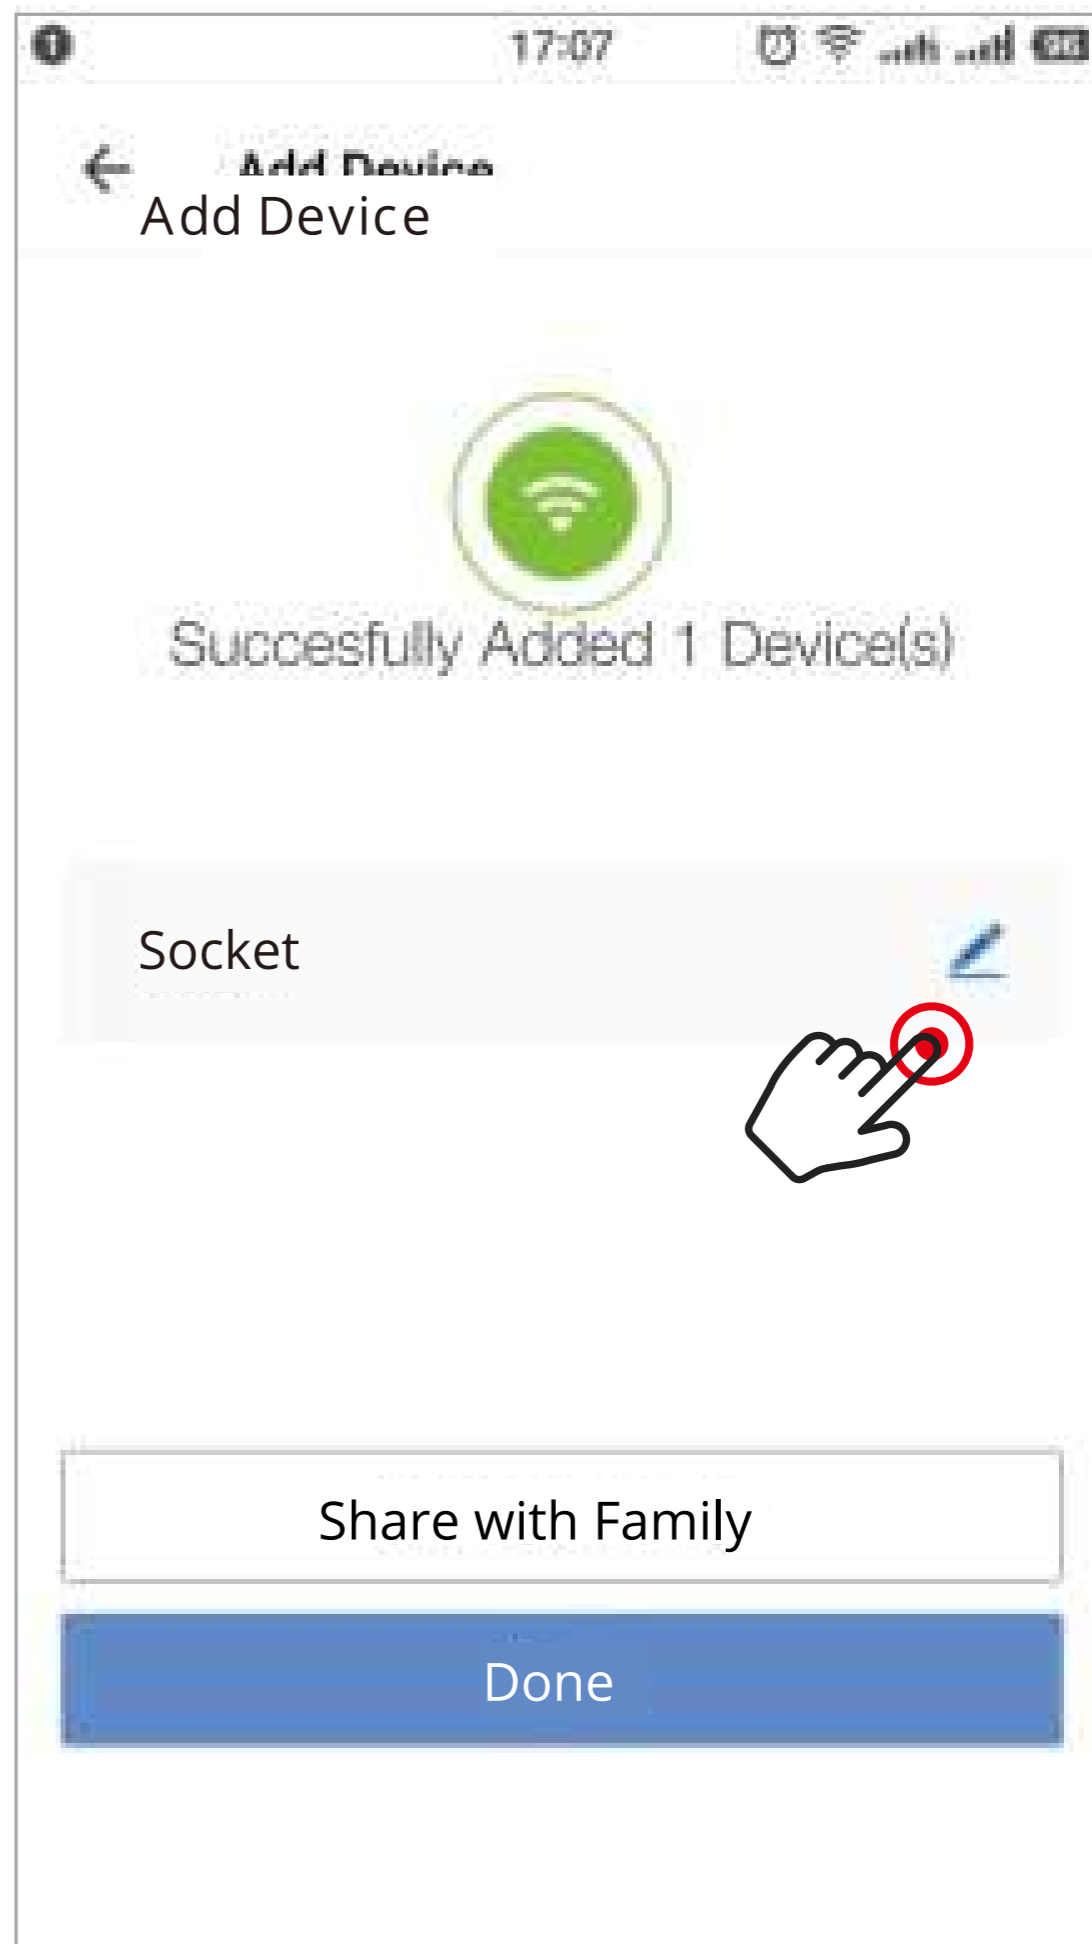 17:07
Add Device
Add Device
Succesfully Added 1 Device(s)
Socket
Share with Family
Done